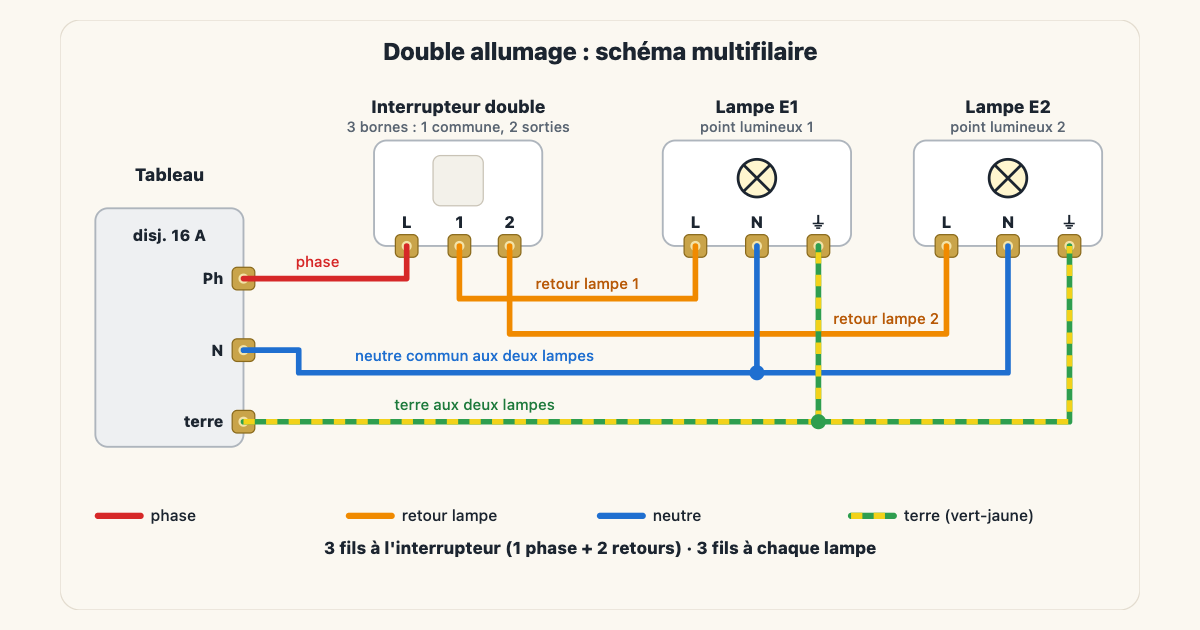 Double allumage : schéma multifilaire
Interrupteur double
3 bornes : 1 commune, 2 sorties
Lampe E1
point lumineux 1
Lampe E2
point lumineux 2
Tableau
disj. 16 A
L 1 2
L N
L N
Ph
phase
retour lampe 1
retour lampe 2
N
neutre commun aux deux lampes
terre aux deux lampes
terre
phase
retour lampe
neutre
terre (vert-jaune)
3 fils à l'interrupteur (1 phase + 2 retours) · 3 fils à chaque lampe